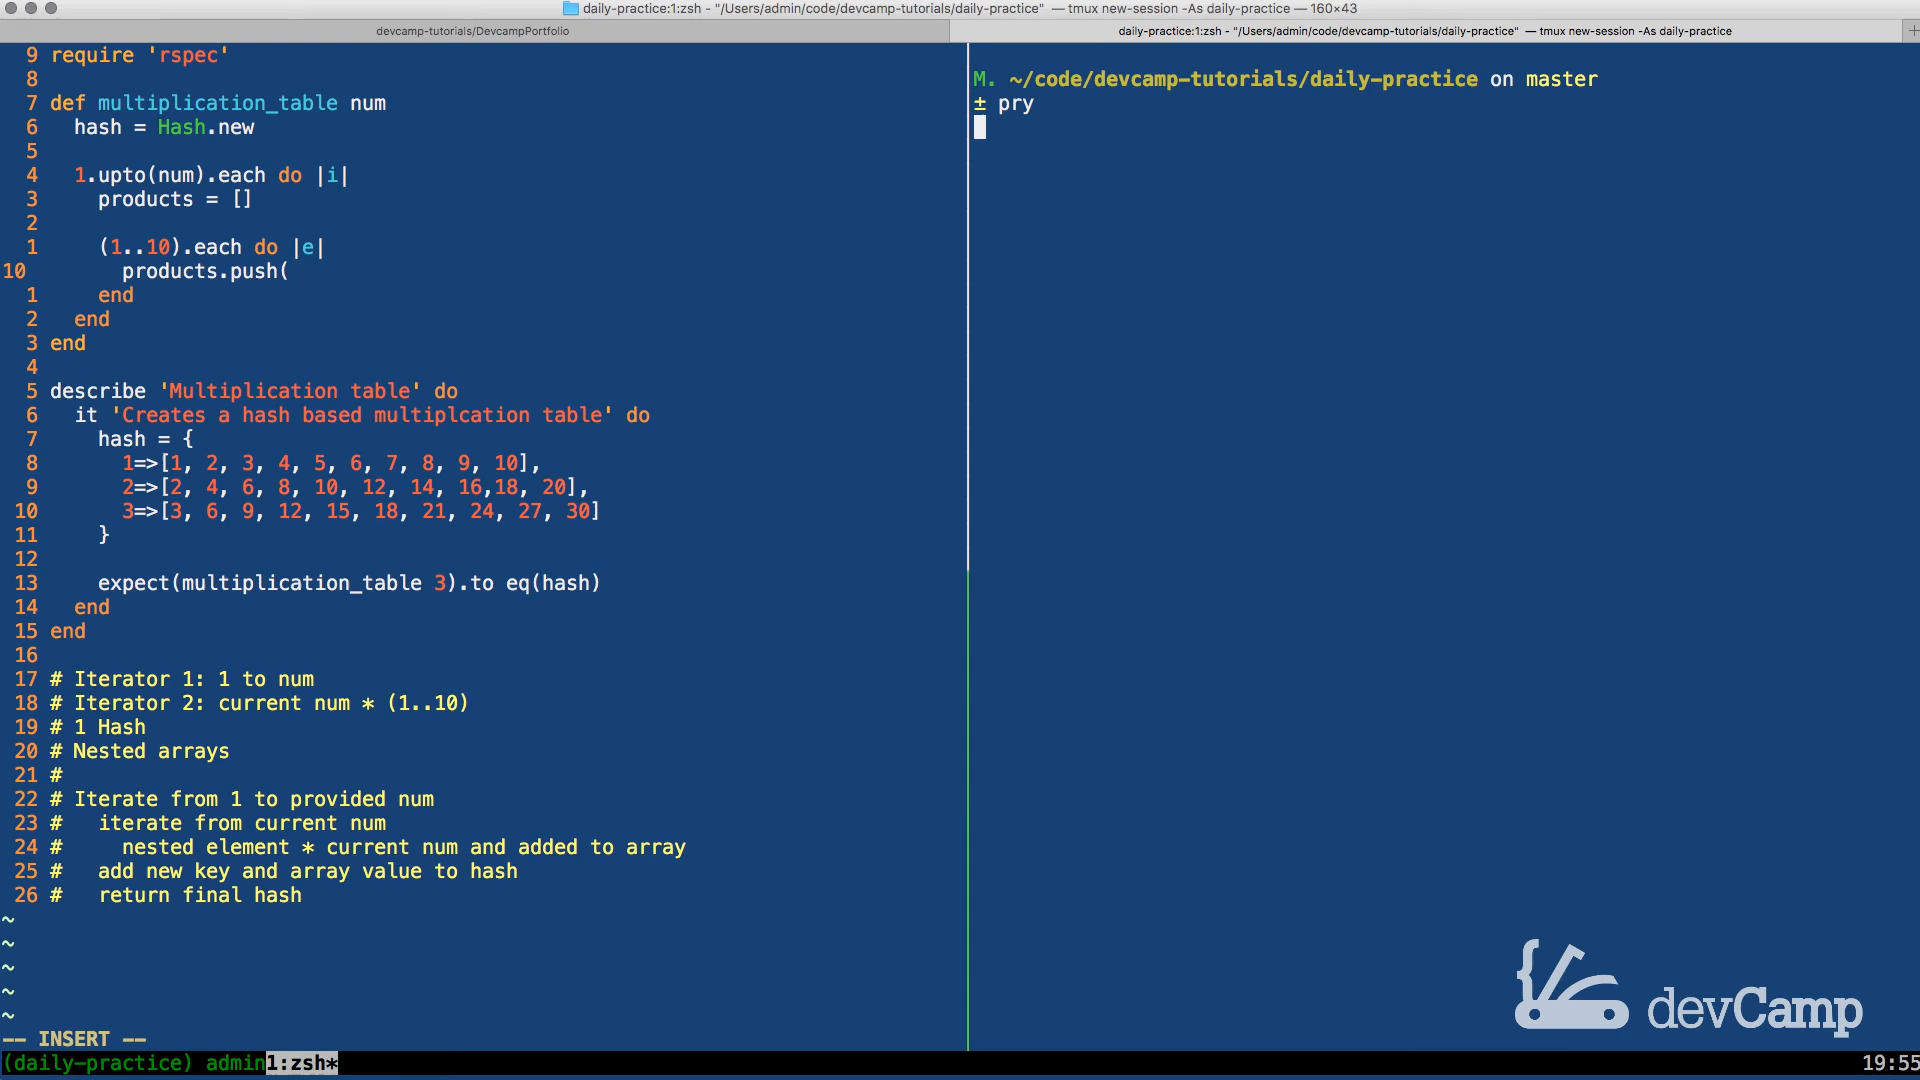 daily-practice:1:zsh - "/Users/admin/code/devcamp-tutorials/daily-practice" — tmux new-session -As daily-practice — 160×43
devcamp-tutorials/DevcampPortfolio
daily-practice:1:zsh - "/Users/admin/code/devcamp-tutorials/daily-practice" — tmux new-session -As daily-practice
+
9 require 'rspec'
8
7 def multiplication_table num
6   hash = Hash.new
5
4   1.upto(num).each do |i|
3     products = []
2
1     (1..10).each do |e|
10       products.push(
1     end
2   end
3 end
4
5 describe 'Multiplication table' do
6   it 'Creates a hash based multiplcation table' do
7     hash = {
8       1=>[1, 2, 3, 4, 5, 6, 7, 8, 9, 10],
9       2=>[2, 4, 6, 8, 10, 12, 14, 16,18, 20],
10       3=>[3, 6, 9, 12, 15, 18, 21, 24, 27, 30]
11     }
12
13     expect(multiplication_table 3).to eq(hash)
14   end
15 end
16
17 # Iterator 1: 1 to num
18 # Iterator 2: current num * (1..10)
19 # 1 Hash
20 # Nested arrays
21 #
22 # Iterate from 1 to provided num
23 #   iterate from current num
24 #     nested element * current num and added to array
25 #   add new key and array value to hash
26 #   return final hash
~
~
~
~
~
-- INSERT --
M. ~/code/devcamp-tutorials/daily-practice on master
± pry
devCamp
(daily-practice) admin1:zsh*
19:55